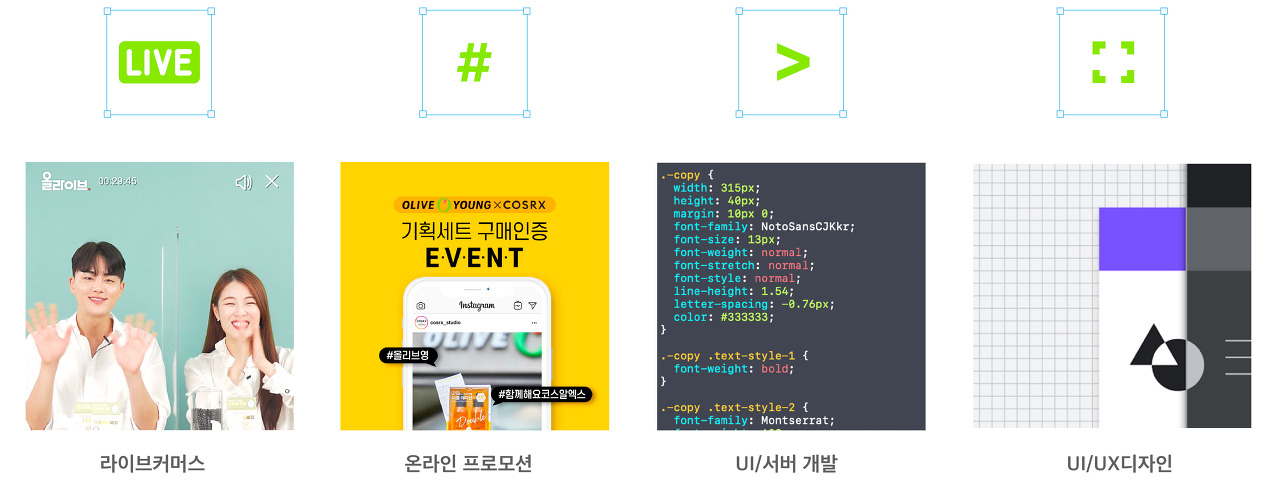 LIVE
#
>
올라이브.
00:29:45
OLIVE YOUNG×COSRX
기획세트 구매인증
E·V·E·N·T
Instagram
cosrx_studio
OLIVE
#올리브영
#함께해요코스알엑스
Double
.-copy {
width: 315px;
height: 40px;
margin: 10px 0;
font-family: NotoSansCJKkr;
font-size: 13px;
font-weight: normal;
font-stretch: normal;
font-style: normal;
line-height: 1.54;
letter-spacing: -0.76px;
color: #333333;
}
.-copy .text-style-1 {
font-weight: bold;
}
.-copy .text-style-2 {
font-family: Montserrat;
라이브커머스
온라인 프로모션
UI/서버 개발
UI/UX디자인